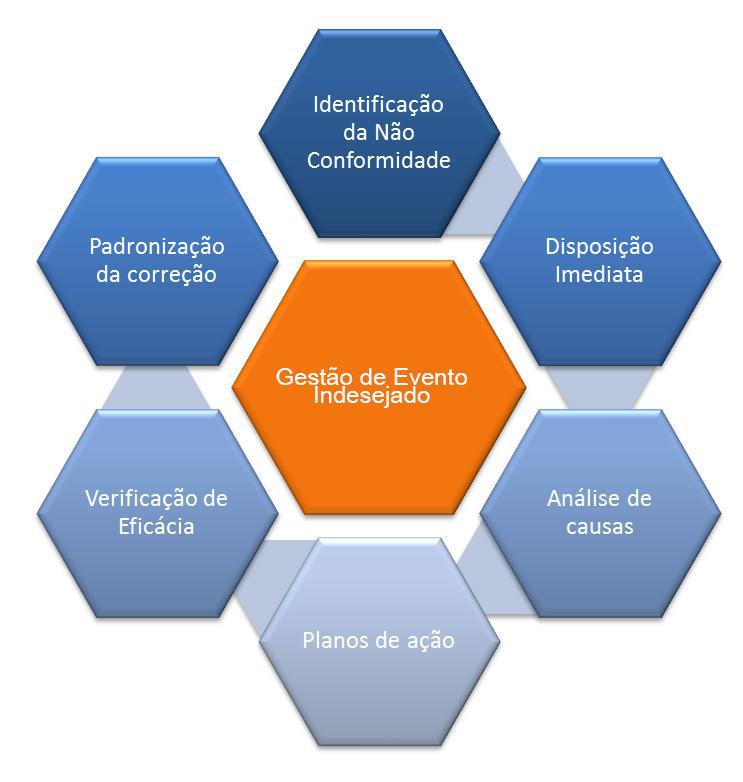 Identificação
da Não
Conformidade
Disposição
Imediata
Análise de
causas
Planos de ação
Verificação de
Eficácia
Padronização
da correção
Gestão de Evento
Indesejado